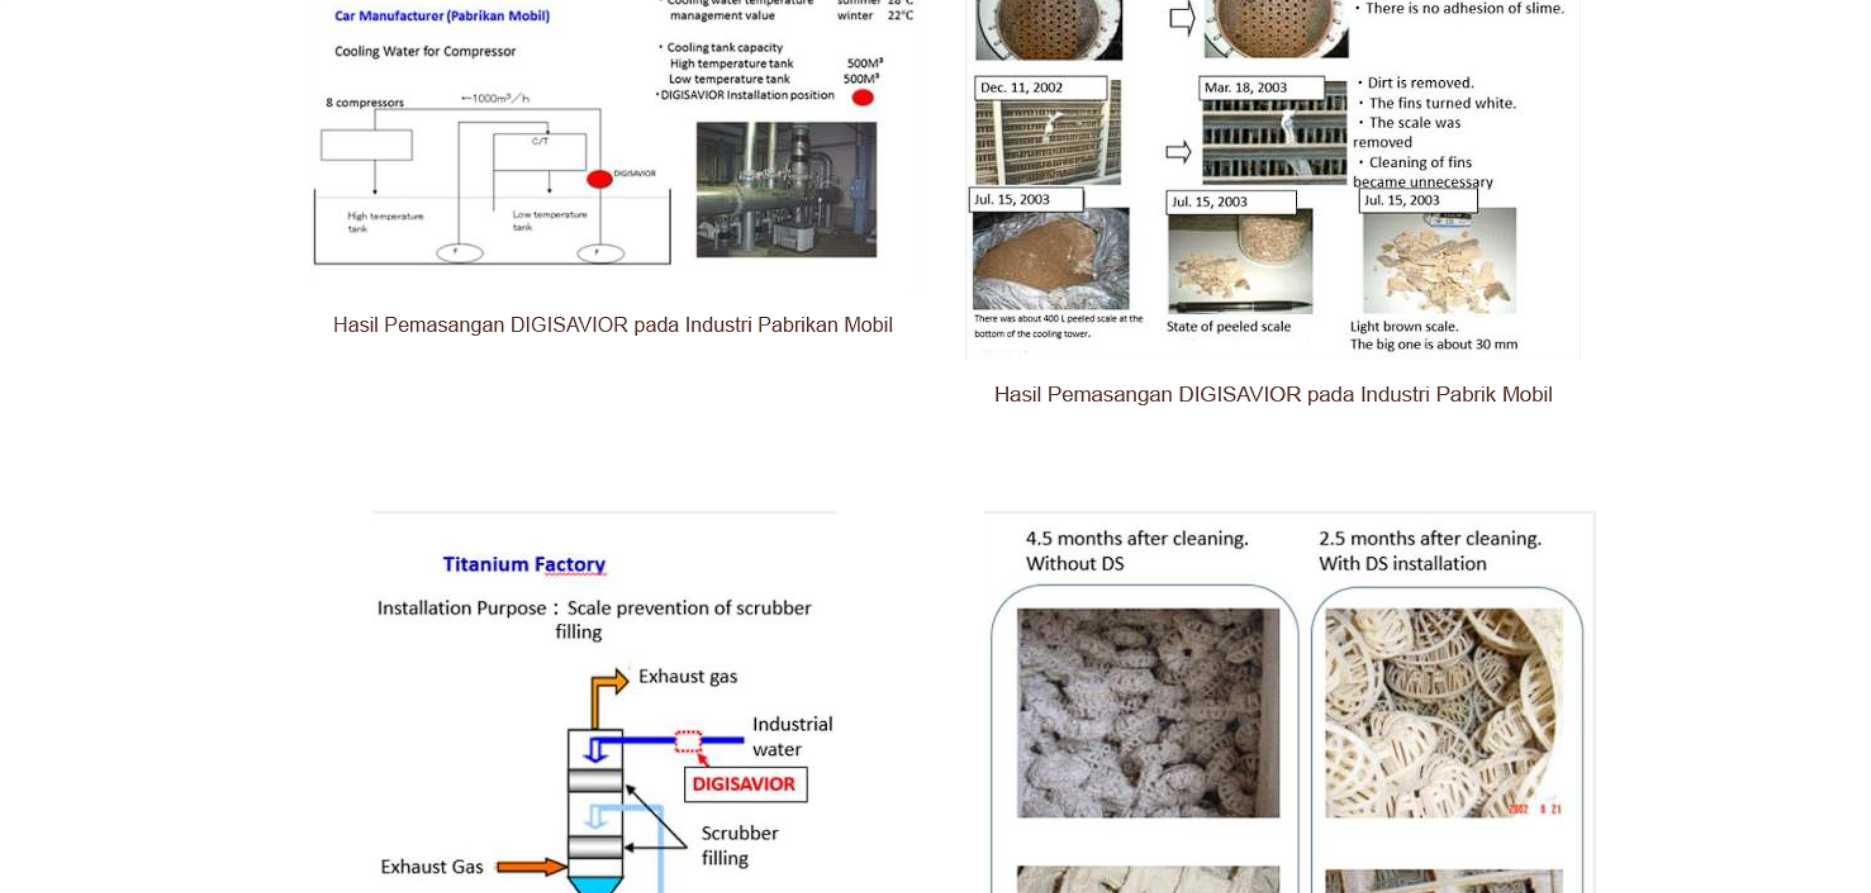 Cooling water temperature summer 28°C
Car Manufacturer (Pabrikan Mobil)
management value winter 22°C
Cooling Water for Compressor
・Cooling tank capacity
High temperature tank 500M³
Low temperature tank 500M³
・DIGISAVIOR Installation position
8 compressors
←1000m³/h
C/T
DIGISAVIOR
High temperature
tank
Low temperature
tank
P
P
Hasil Pemasangan DIGISAVIOR pada Industri Pabrikan Mobil
・There is no adhesion of slime.
Dec. 11, 2002
Mar. 18, 2003
・Dirt is removed.
・The fins turned white.
・The scale was
removed
・Cleaning of fins
became unnecessary
Jul. 15, 2003
Jul. 15, 2003
Jul. 15, 2003
There was about 400 L peeled scale at the
bottom of the cooling tower.
State of peeled scale
Light brown scale.
The big one is about 30 mm
Hasil Pemasangan DIGISAVIOR pada Industri Pabrik Mobil
Titanium Factory
Installation Purpose：Scale prevention of scrubber
filling
Exhaust gas
Industrial
water
DIGISAVIOR
Scrubber
filling
Exhaust Gas
4.5 months after cleaning.
Without DS
2.5 months after cleaning.
With DS installation
2002 8 21